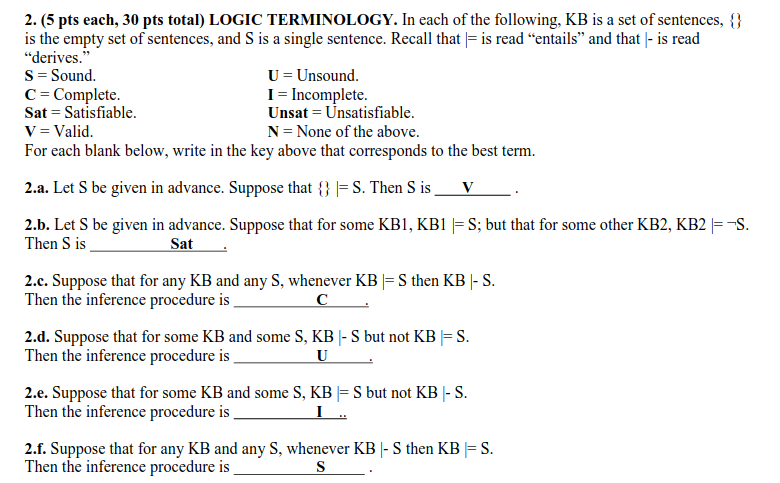 2. (5 pts each, 30 pts total) LOGIC TERMINOLOGY. In each of the following, KB is a set of sentences, {}
is the empty set of sentences, and S is a single sentence. Recall that |= is read “entails” and that |- is read
“derives.”
S = Sound. U = Unsound.
C = Complete. I = Incomplete.
Sat = Satisfiable. Unsat = Unsatisfiable.
V = Valid. N = None of the above.
For each blank below, write in the key above that corresponds to the best term.
2.a. Let S be given in advance. Suppose that {} |= S. Then S is ____V_____ .
2.b. Let S be given in advance. Suppose that for some KB1, KB1 |= S; but that for some other KB2, KB2 |= ¬S.
Then S is __________Sat____.
2.c. Suppose that for any KB and any S, whenever KB |= S then KB |- S.
Then the inference procedure is ___________C_____.
2.d. Suppose that for some KB and some S, KB |- S but not KB |= S.
Then the inference procedure is ___________U_____.
2.e. Suppose that for some KB and some S, KB |= S but not KB |- S.
Then the inference procedure is ___________I__..
2.f. Suppose that for any KB and any S, whenever KB |- S then KB |= S.
Then the inference procedure is ___________S_____ .